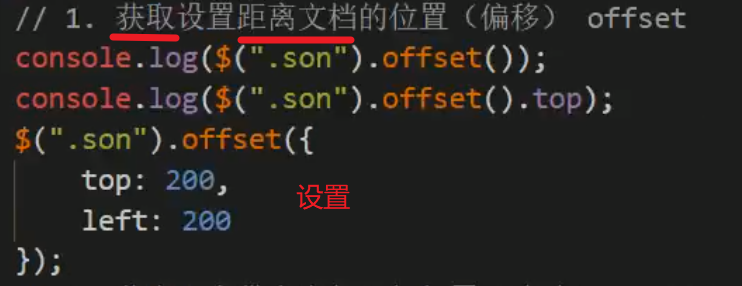 // 1. 获取设置距离文档的位置（偏移） offset
console.log($(".son").offset());
console.log($(".son").offset().top);
$(".son").offset({
top: 200,
设置
left: 200
});